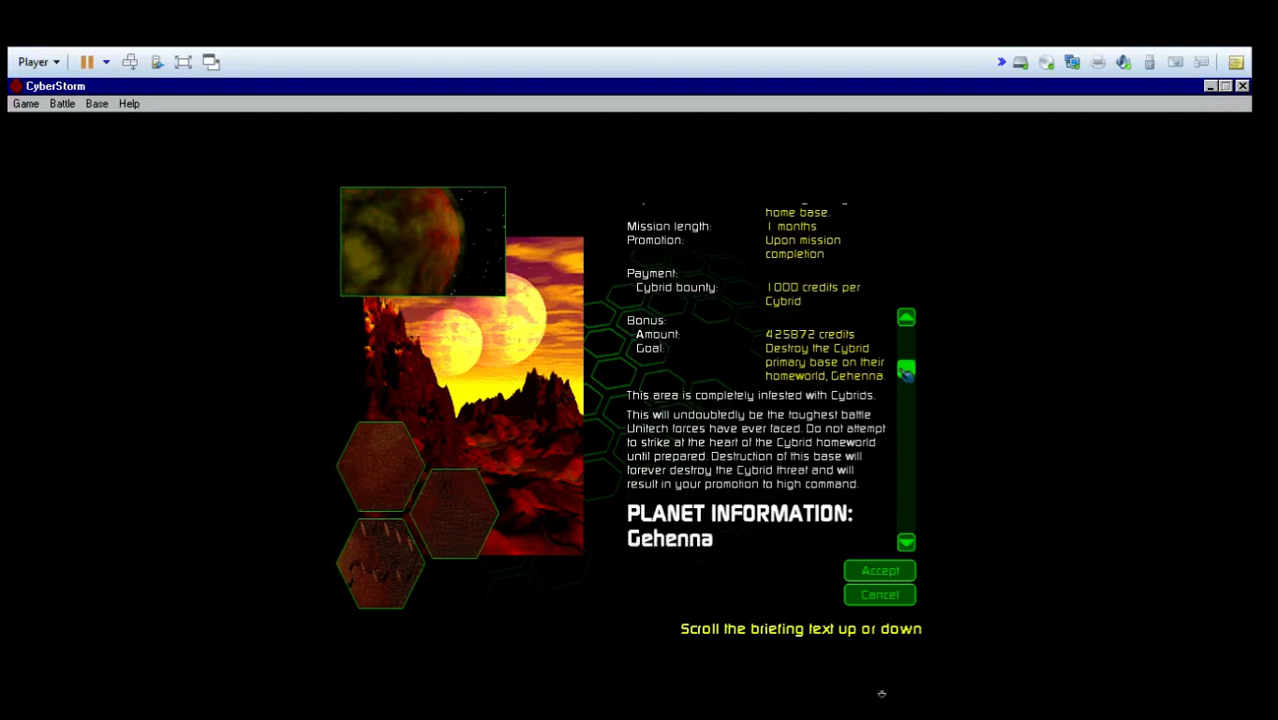 Player
CyberStorm
Game Battle Base Help
home base.
Mission length: 1 months
Promotion: Upon mission
completion
Payment:
Cybrid bounty: 1000 credits per
Cybrid
Bonus:
Amount: 425872 credits
Goal: Destroy the Cybrid
primary base on their
homeworld, Gehenna.
This area is completely infested with Cybrids.
This will undoubtedly be the toughest battle
Unitech forces have ever faced. Do not attempt
to strike at the heart of the Cybrid homeworld
until prepared. Destruction of this base will
forever destroy the Cybrid threat and will
result in your promotion to high command.
PLANET INFORMATION:
Gehenna
Accept
Cancel
Scroll the briefing text up or down